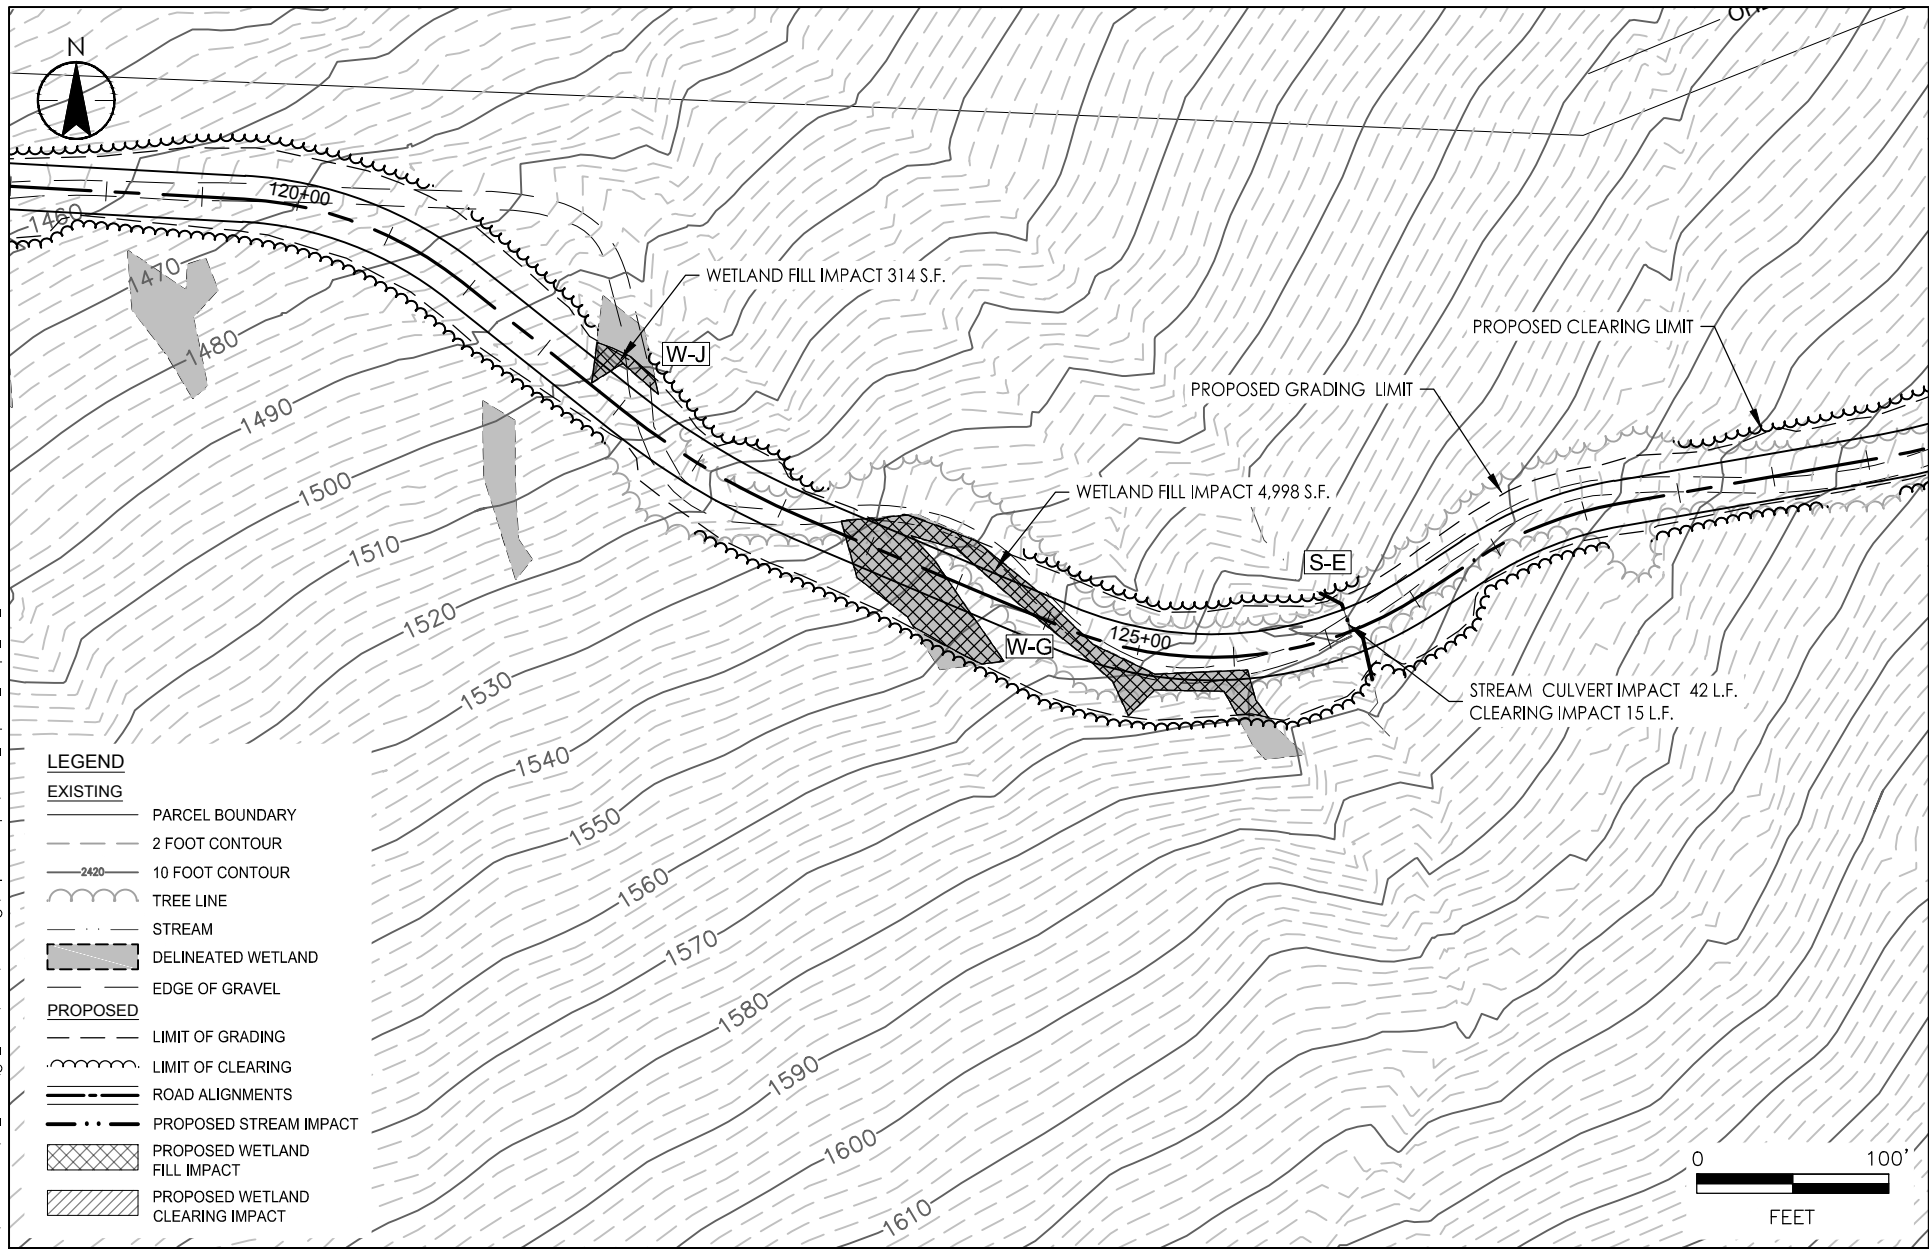 N
120+00
1460
1470
1480
1490
1500
1510
1520
1530
1540
1550
1560
1570
1580
1590
1600
1610
WETLAND FILL IMPACT 314 S.F.
W-J
PROPOSED CLEARING LIMIT
PROPOSED GRADING LIMIT
WETLAND FILL IMPACT 4,998 S.F.
S-E
W-G
125+00
STREAM CULVERT IMPACT 42 L.F.
CLEARING IMPACT 15 L.F.
LEGEND
EXISTING
PARCEL BOUNDARY
2 FOOT CONTOUR
2420
10 FOOT CONTOUR
TREE LINE
STREAM
DELINEATED WETLAND
EDGE OF GRAVEL
PROPOSED
LIMIT OF GRADING
LIMIT OF CLEARING
ROAD ALIGNMENTS
PROPOSED STREAM IMPACT
PROPOSED WETLAND
FILL IMPACT
PROPOSED WETLAND
CLEARING IMPACT
0 100'
FEET